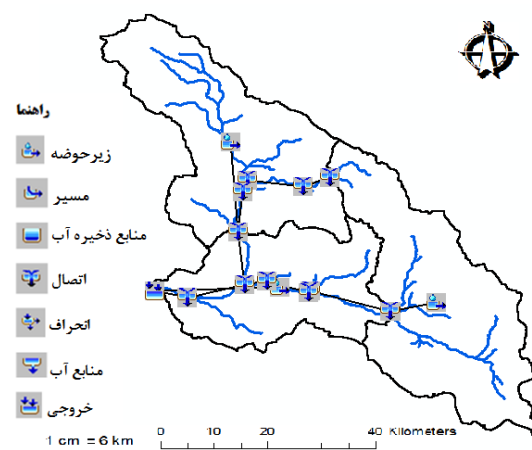 راهنما
زیرحوضه
مسیر
منابع ذخیره آب
اتصال
انحراف
منابع آب
خروجی
1 cm = 6 km
0 10 20 40 Kilometers